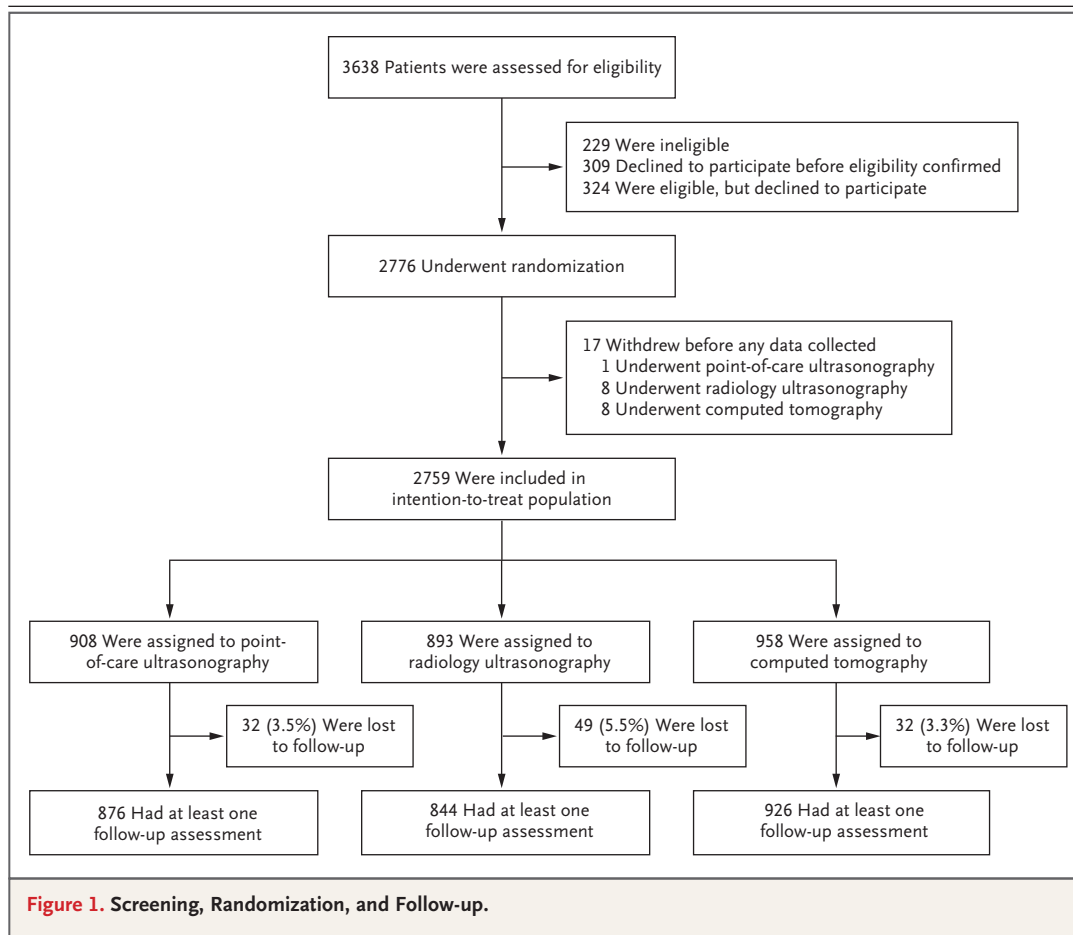 3638 Patients were assessed for eligibility
229 Were ineligible
309 Declined to participate before eligibility confirmed
324 Were eligible, but declined to participate
2776 Underwent randomization
17 Withdrew before any data collected
1 Underwent point-of-care ultrasonography
8 Underwent radiology ultrasonography
8 Underwent computed tomography
2759 Were included in
intention-to-treat population
908 Were assigned to point-
of-care ultrasonography
893 Were assigned to
radiology ultrasonography
958 Were assigned to
computed tomography
32 (3.5%) Were lost
to follow-up
49 (5.5%) Were lost
to follow-up
32 (3.3%) Were lost
to follow-up
876 Had at least one
follow-up assessment
844 Had at least one
follow-up assessment
926 Had at least one
follow-up assessment
Figure 1. Screening, Randomization, and Follow-up.